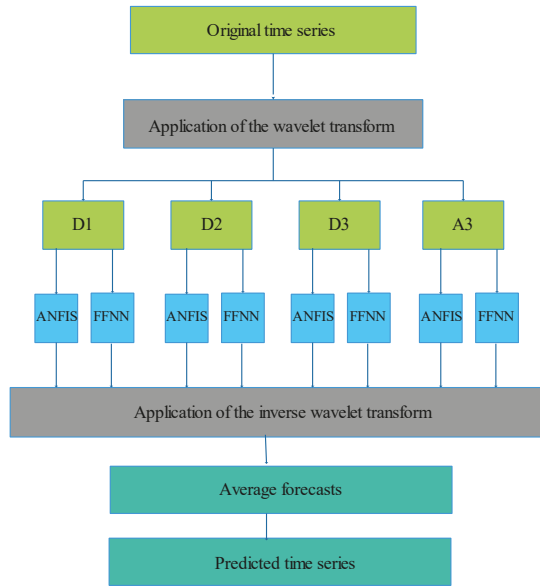 Original time series
Application of the wavelet transform
D1 D2 D3 A3
ANFIS FFNN ANFIS FFNN ANFIS FFNN ANFIS FFNN
Application of the inverse wavelet transform
Average forecasts
Predicted time series